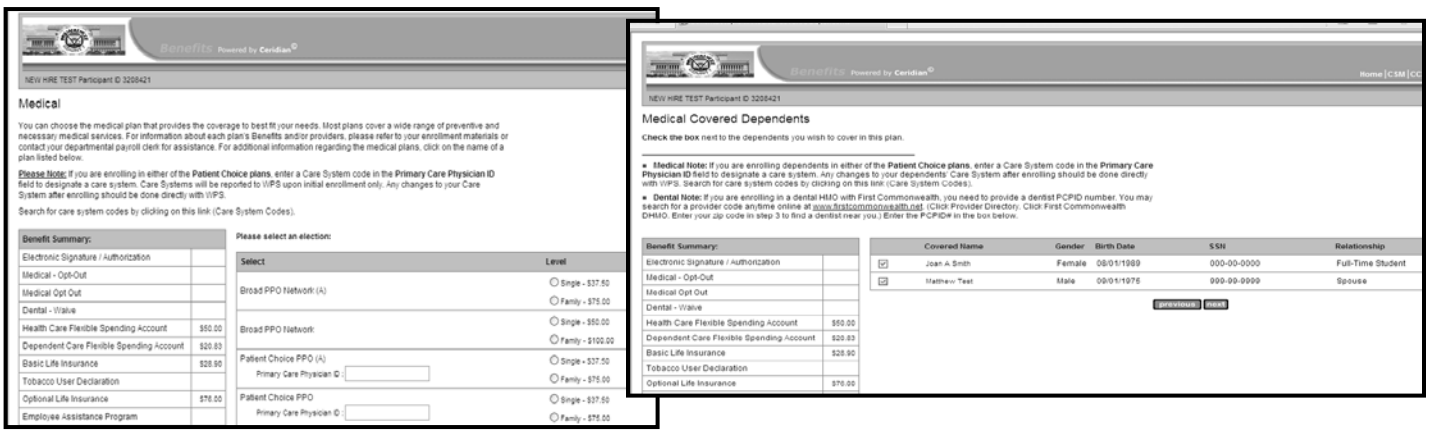 Benefits Powered by Ceridian©
NEW HIRE TEST Participant ID 3208421
Medical
You can choose the medical plan that provides the coverage to best fit your needs. Most plans cover a wide range of preventive and
necessary medical services. For information about each plan's Benefits and/or providers, please refer to your enrollment materials or
contact your departmental payroll clerk for assistance. For additional information regarding the medical plans, click on the name of a
plan listed below.
Please Note: If you are enrolling in either of the Patient Choice plans, enter a Care System code in the Primary Care Physician ID
field to designate a care system. Care Systems will be reported to WPS upon initial enrollment only. Any changes to your Care
System after enrolling should be done directly with WPS.
Search for care system codes by clicking on this link (Care System Codes).
Benefit Summary:
Electronic Signature / Authorization
Medical - Opt-Out
Medical Opt Out
Dental - Waive
Health Care Flexible Spending Account $50.00
Dependent Care Flexible Spending Account $20.83
Basic Life Insurance $28.90
Tobacco User Declaration
Optional Life Insurance $76.00
Employee Assistance Program
Please select an election:
Select Level
Broad PPO Network (A) Single - $37.50
Family - $75.00
Broad PPO Network Single - $50.00
Family - $100.00
Patient Choice PPO (A) Single - $37.50
Primary Care Physician ID : Family - $75.00
Patient Choice PPO Single - $37.50
Primary Care Physician ID : Family - $75.00
Benefits Powered by Ceridian©
Home | CSM | CC
NEW HIRE TEST Participant ID 3208421
Medical Covered Dependents
Check the box next to the dependents you wish to cover in this plan.
Medical Note: If you are enrolling dependents in either of the Patient Choice plans, enter a Care System code in the Primary Care
Physician ID field to designate a care system. Any changes to your dependents' Care System after enrolling should be done directly
with WPS. Search for care system codes by clicking on this link (Care System Codes).
Dental Note: If you are enrolling in a dental HMO with First Commonwealth, you need to provide a dentist PCPID number. You may
search for a provider code anytime online at www.firstcommonwealth.net. (Click Provider Directory. Click First Commonwealth
DHMO. Enter your zip code in step 3 to find a dentist near you.) Enter the PCPID# in the box below.
Benefit Summary:
Electronic Signature / Authorization
Medical - Opt-Out
Medical Opt Out
Dental - Waive
Health Care Flexible Spending Account $50.00
Dependent Care Flexible Spending Account $20.83
Basic Life Insurance $28.90
Tobacco User Declaration
Optional Life Insurance $76.00
Covered Name Gender Birth Date SSN Relationship
Joan A Smith Female 08/01/1989 000-00-0000 Full-Time Student
Matthew Test Male 09/01/1975 999-99-9999 Spouse
previous next